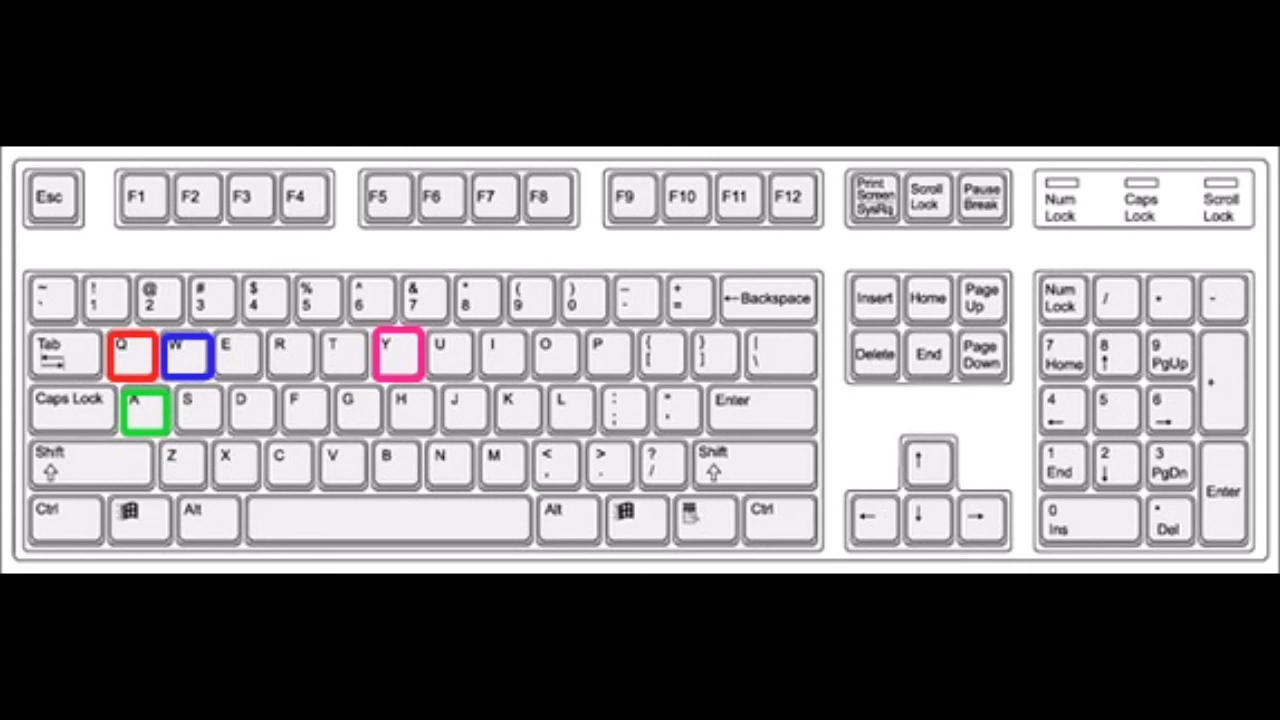 Esc F1 F2 F3 F4 F5 F6 F7 F8 F9 F10 F11 F12
Print Screen SysRq
Scroll Lock
Pause Break
Num Lock
Caps Lock
Scroll Lock
~ ! @ # $ % ^ & * ( ) _ +
` 1 2 3 4 5 6 7 8 9 0 - = ←Backspace
Insert Home Page Up
Num Lock / * -
Tab Q W E R T Y U I O P { [ } ] | \
Delete End Page Down
7 Home 8 ↑ 9 PgUp +
Caps Lock A S D F G H J K L : ; " ' Enter
4 ← 5 6 →
Shift Z X C V B N M < , > . ? / Shift
↑
1 End 2 ↓ 3 PgDn Enter
Ctrl Alt Alt Ctrl
← ↓ →
0 Ins . Del